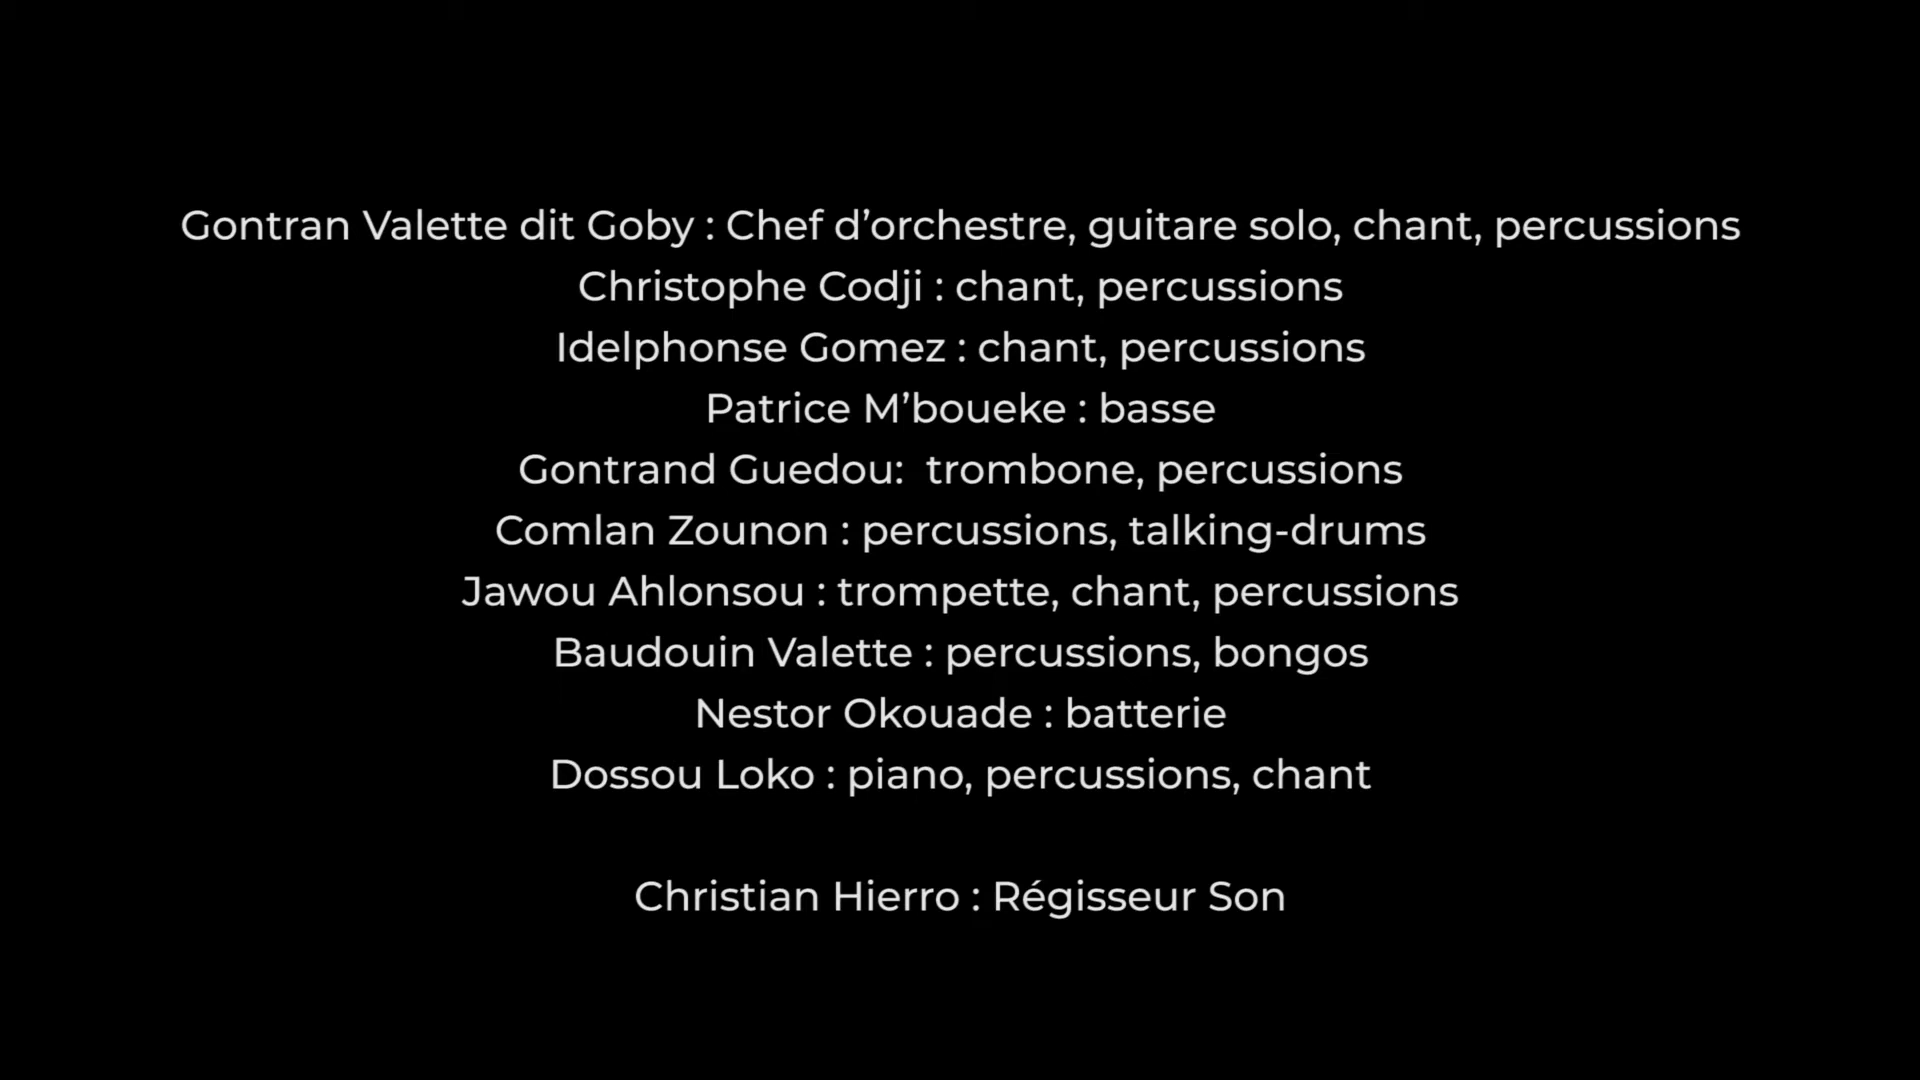 Gontran Valette dit Goby : Chef d’orchestre, guitare solo, chant, percussions
Christophe Codji : chant, percussions
Idelphonse Gomez : chant, percussions
Patrice M’boueke : basse
Gontrand Guedou:  trombone, percussions
Comlan Zounon : percussions, talking-drums
Jawou Ahlonsou : trompette, chant, percussions
Baudouin Valette : percussions, bongos
Nestor Okouade : batterie
Dossou Loko : piano, percussions, chant
Christian Hierro : Régisseur Son